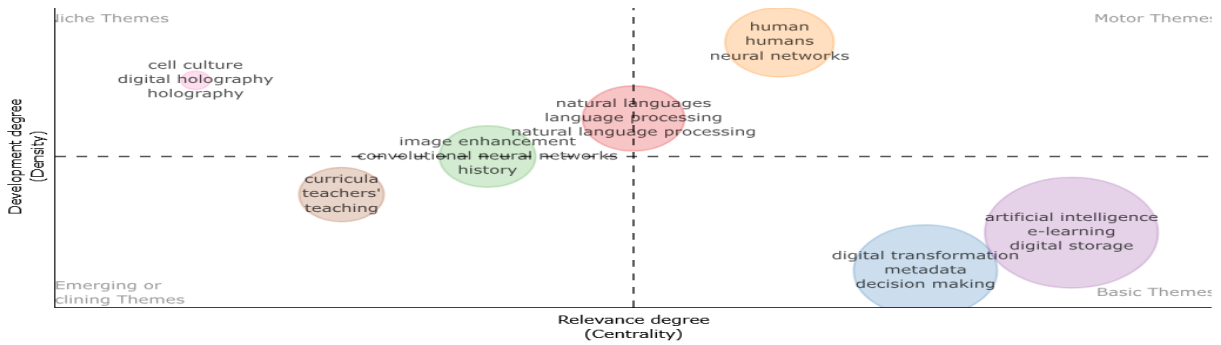 liche Themes
Motor Themes
human
humans
neural networks
cell culture
digital holography
holography
natural languages
language processing
natural language processing
image enhancement
convolutional neural networks
history
curricula
teachers'
teaching
artificial intelligence
e-learning
digital storage
digital transformation
metadata
decision making
Emerging or
clining Themes
Basic Themes
Development degree
(Density)
Relevance degree
(Centrality)